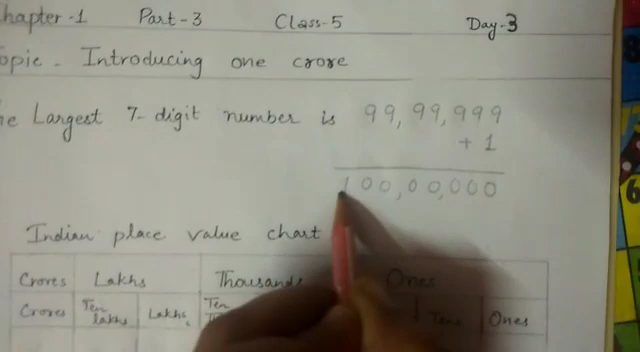 hapter-1 Part-3 Class-5 Day-3
opic - Introducing one crore
e Largest 7-digit number is 99,99,999
+ 1
100,00,000
Indian place value chart
Crores Lakhs Thousands Ones
Crores Ten lakhs Lakhs Ten Tens Ones
6